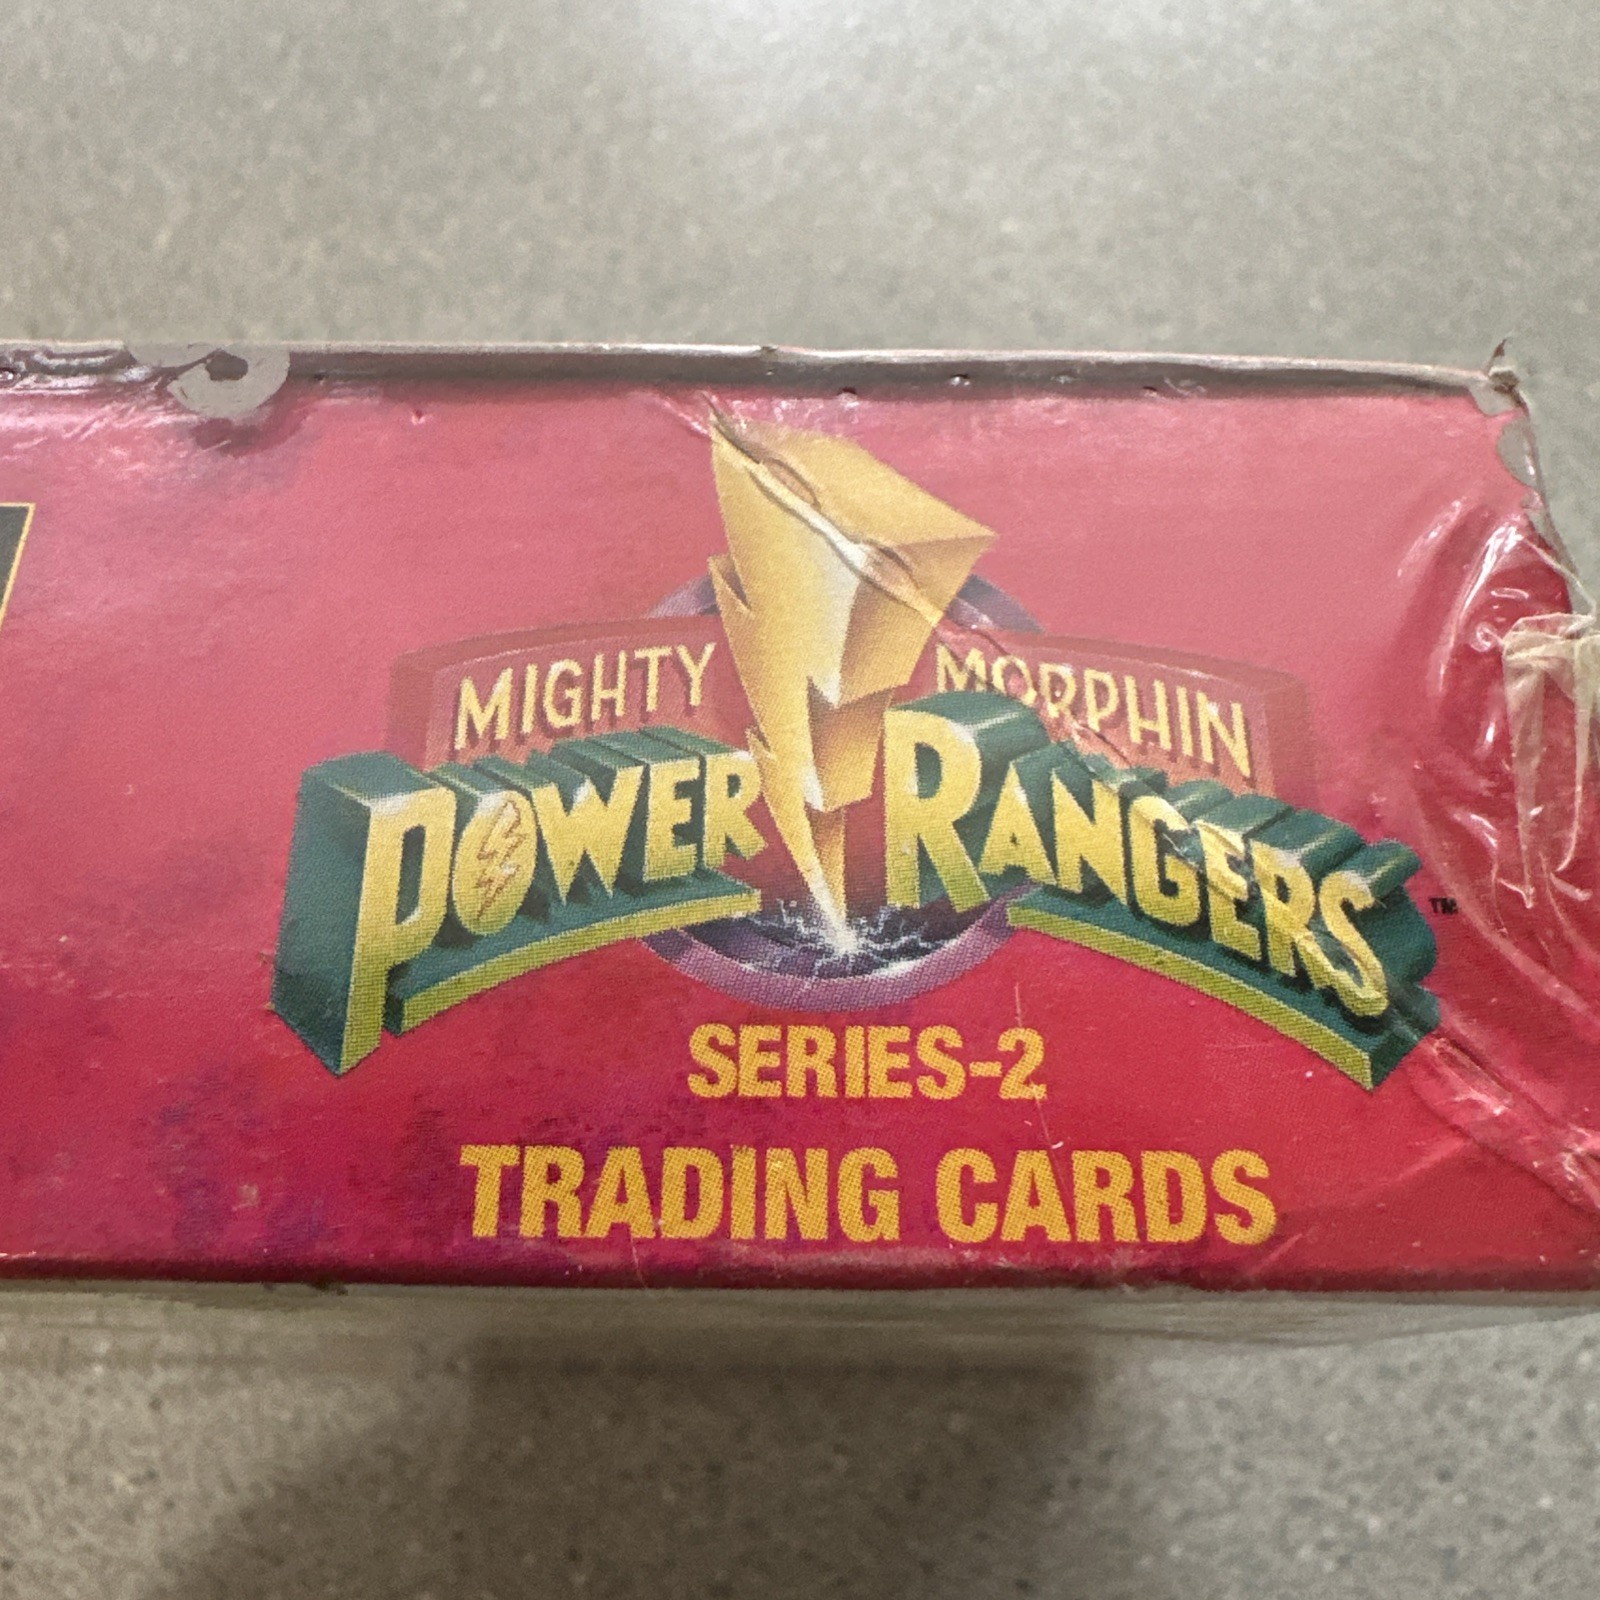 MIGHTY MORPHIN
POWER RANGERS™
SERIES-2
TRADING CARDS